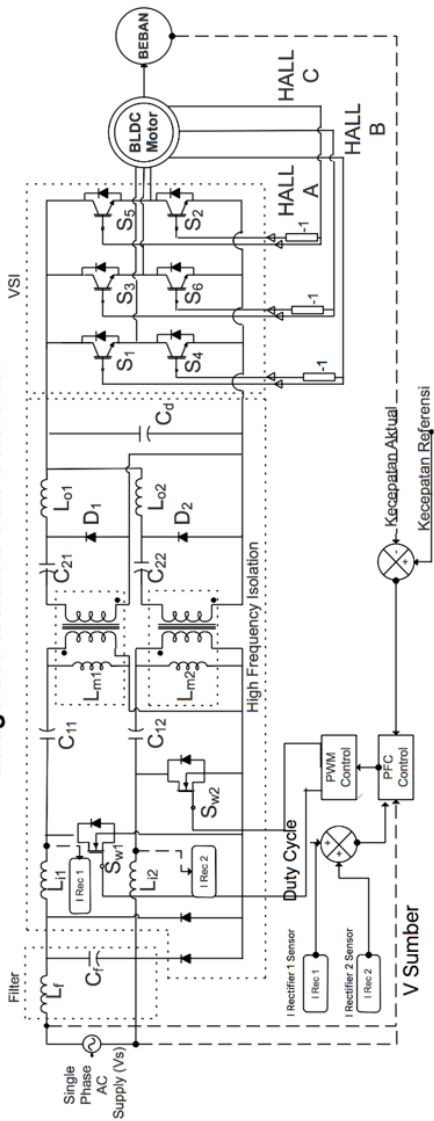 Filter
VSI
Single
Phase
AC
Supply (Vs)
Lf
Cf
Li1
I Rec 1
Sw1
Li2
I Rec 2
Sw2
C11
C12
Lm1
Lm2
C21
C22
D1
D2
Lo1
Lo2
Cd
High Frequency Isolation
S1
S3
S5
S4
S6
S2
-1
-1
-1
BLDC
Motor
BEBAN
HALL
A
HALL
B
HALL
C
Duty Cycle
I Rectifier 1 Sensor
I Rec 1
I Rectifier 2 Sensor
I Rec 2
+
+
PWM
Control
PFC
Control
V Sumber
-
+
Kecepatan Aktual
Kecepatan Referensi